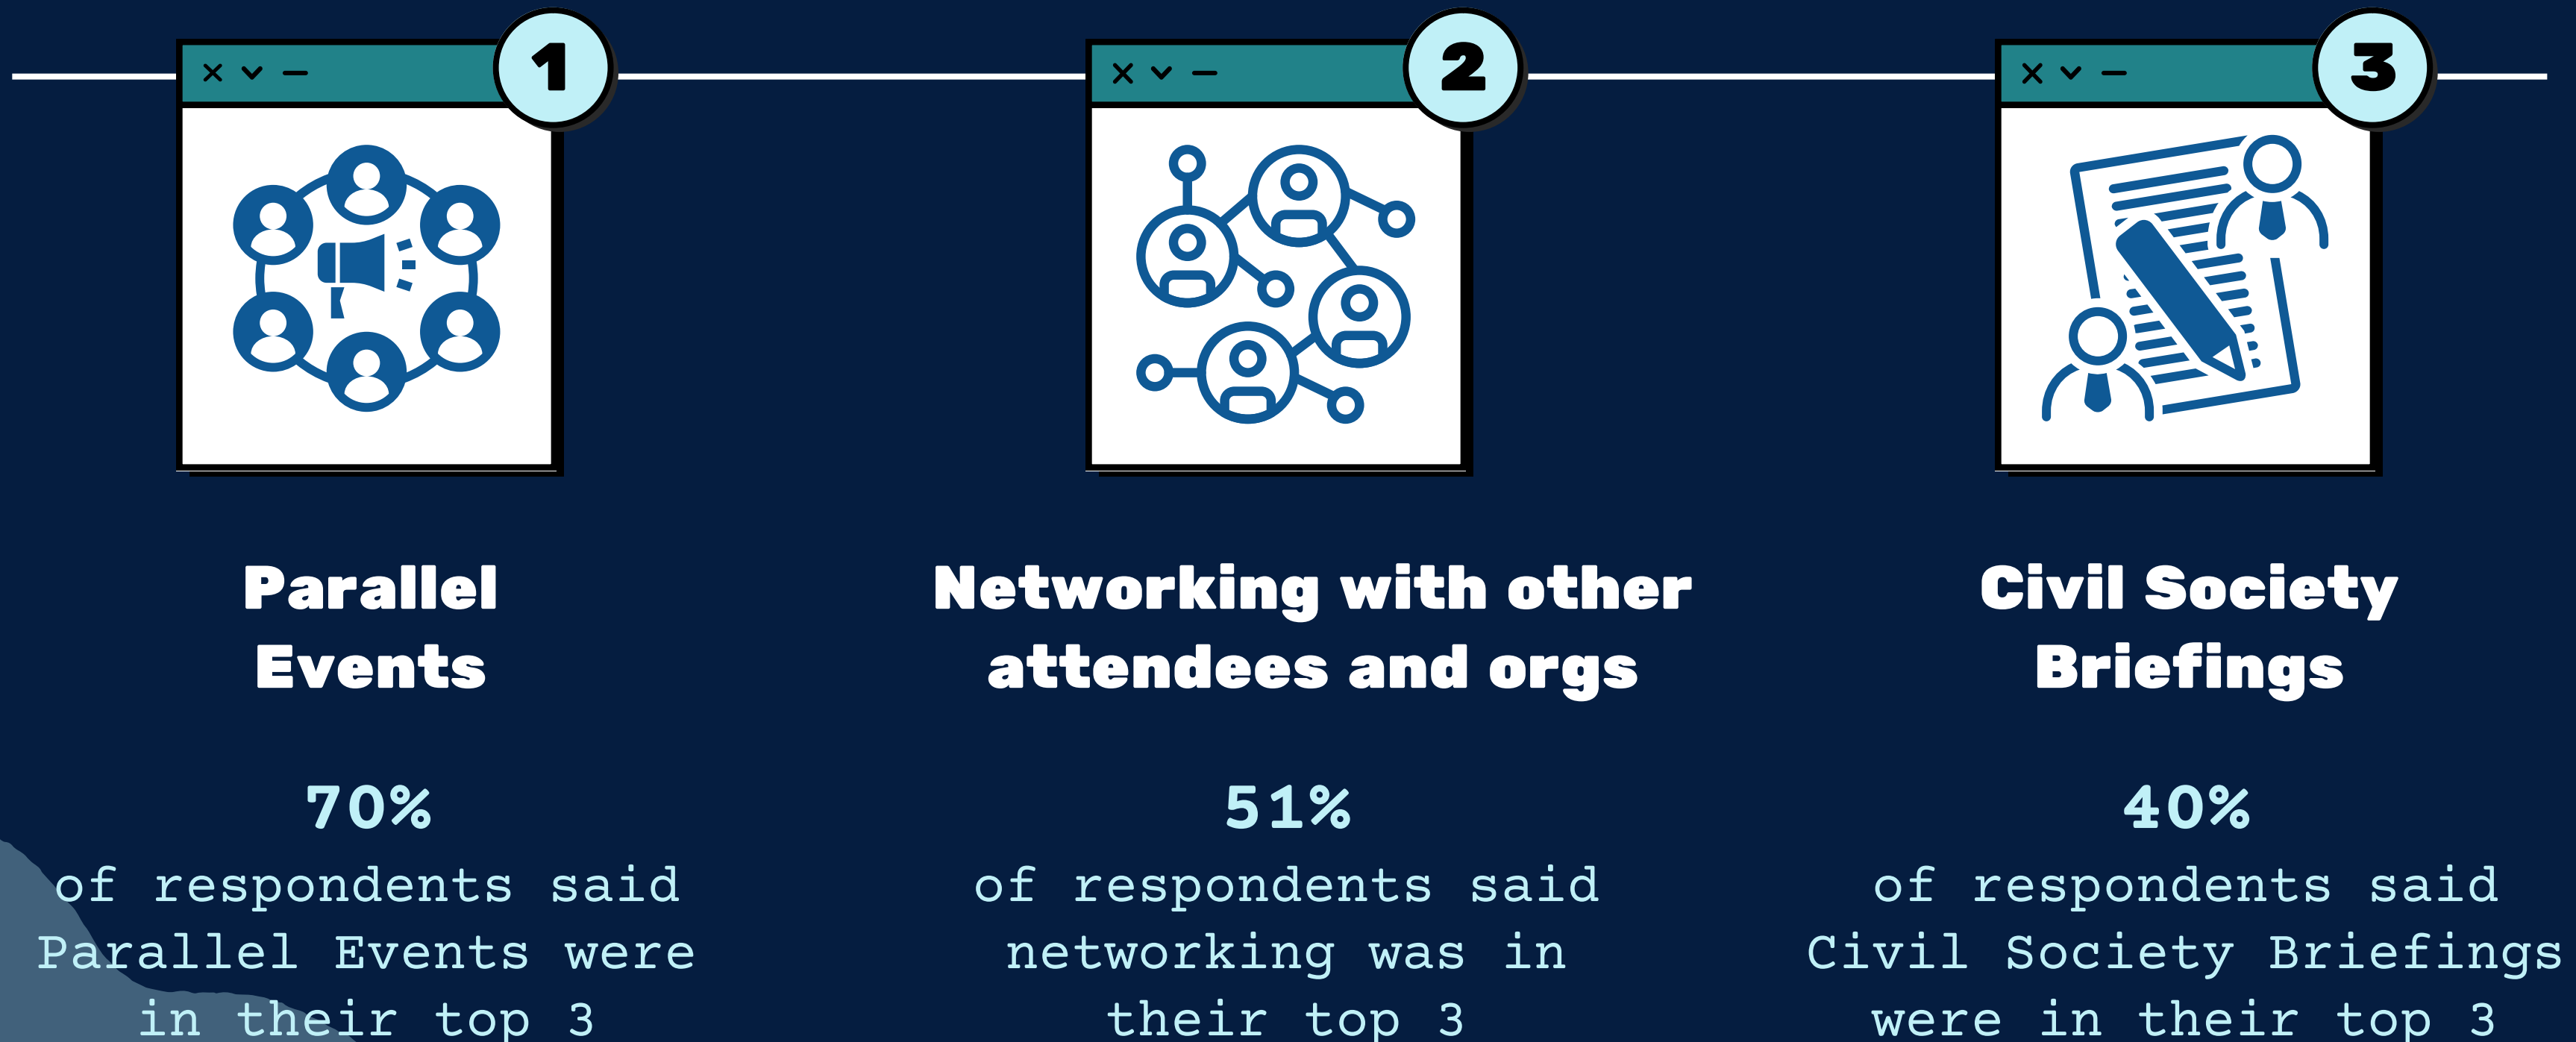 1
Parallel
Events
70%
of respondents said
Parallel Events were
in their top 3
2
Networking with other
attendees and orgs
51%
of respondents said
networking was in
their top 3
3
Civil Society
Briefings
40%
of respondents said
Civil Society Briefings
were in their top 3